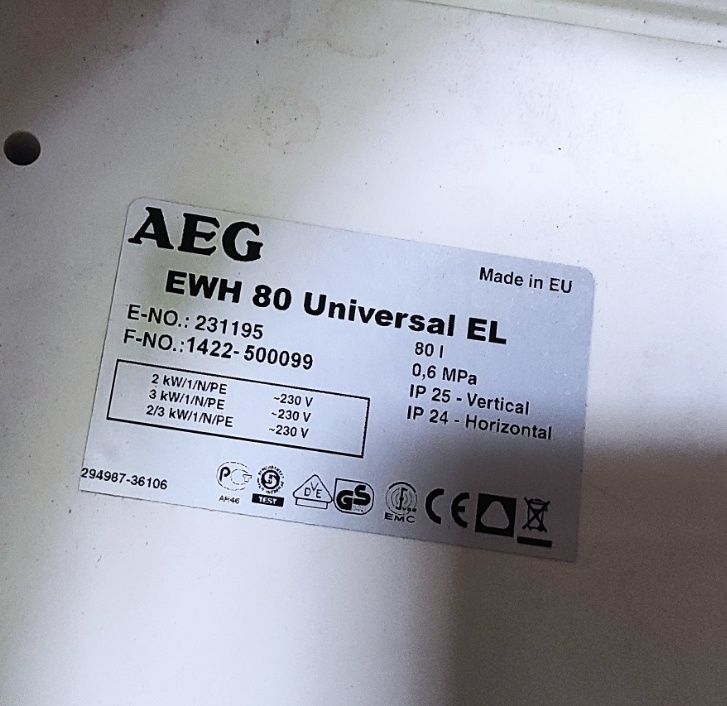 AEG
Made in EU
EWH 80 Universal EL
E-NO.: 231195
F-NO.:1422-500099
80 l
0,6 MPa
IP 25 - Vertical
IP 24 - Horizontal
2 kW/1/N/PE ~230 V
3 kW/1/N/PE ~230 V
2/3 kW/1/N/PE ~230 V
294987-36106
TEST
DVE
GS
EMC
CE